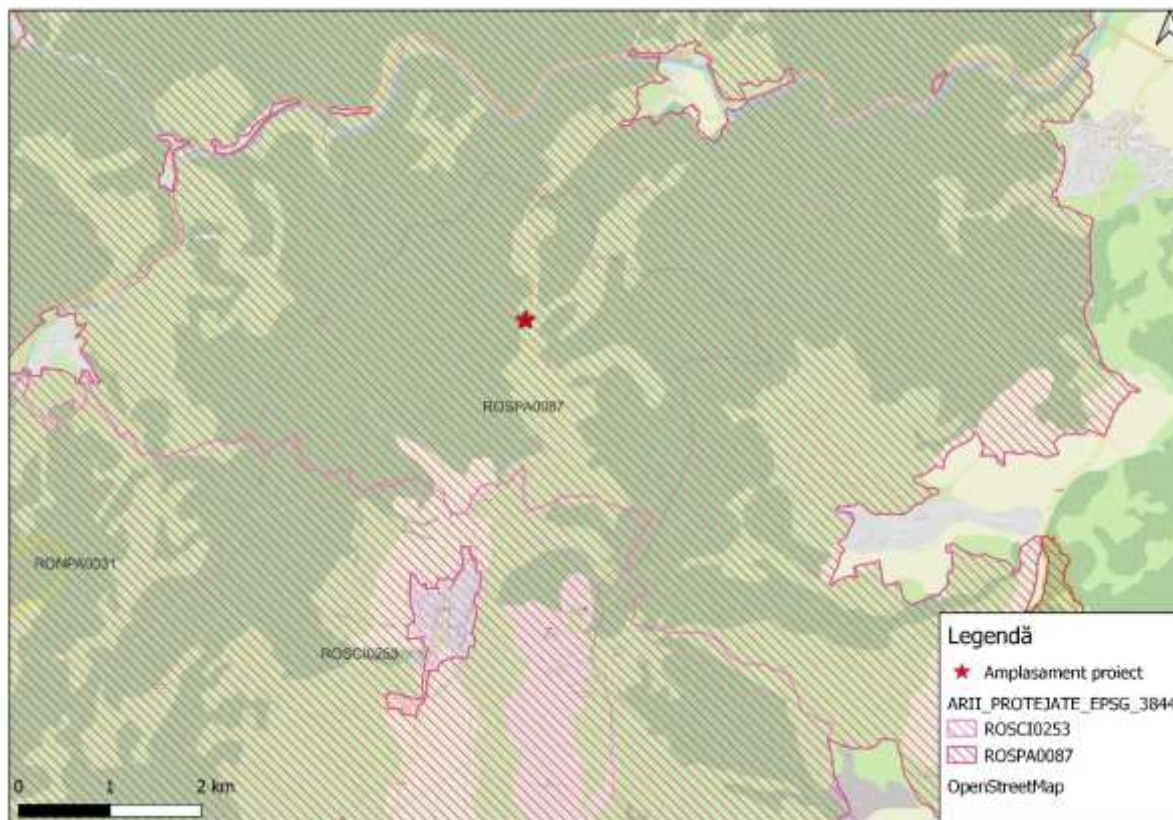 ROSPA0087
RONPA0031
ROSCI0253
Legendă
Amplasament proiect
ARII_PROTEJATE_EPSG_3844
ROSCI0253
ROSPA0087
OpenStreetMap
0 1 2 km